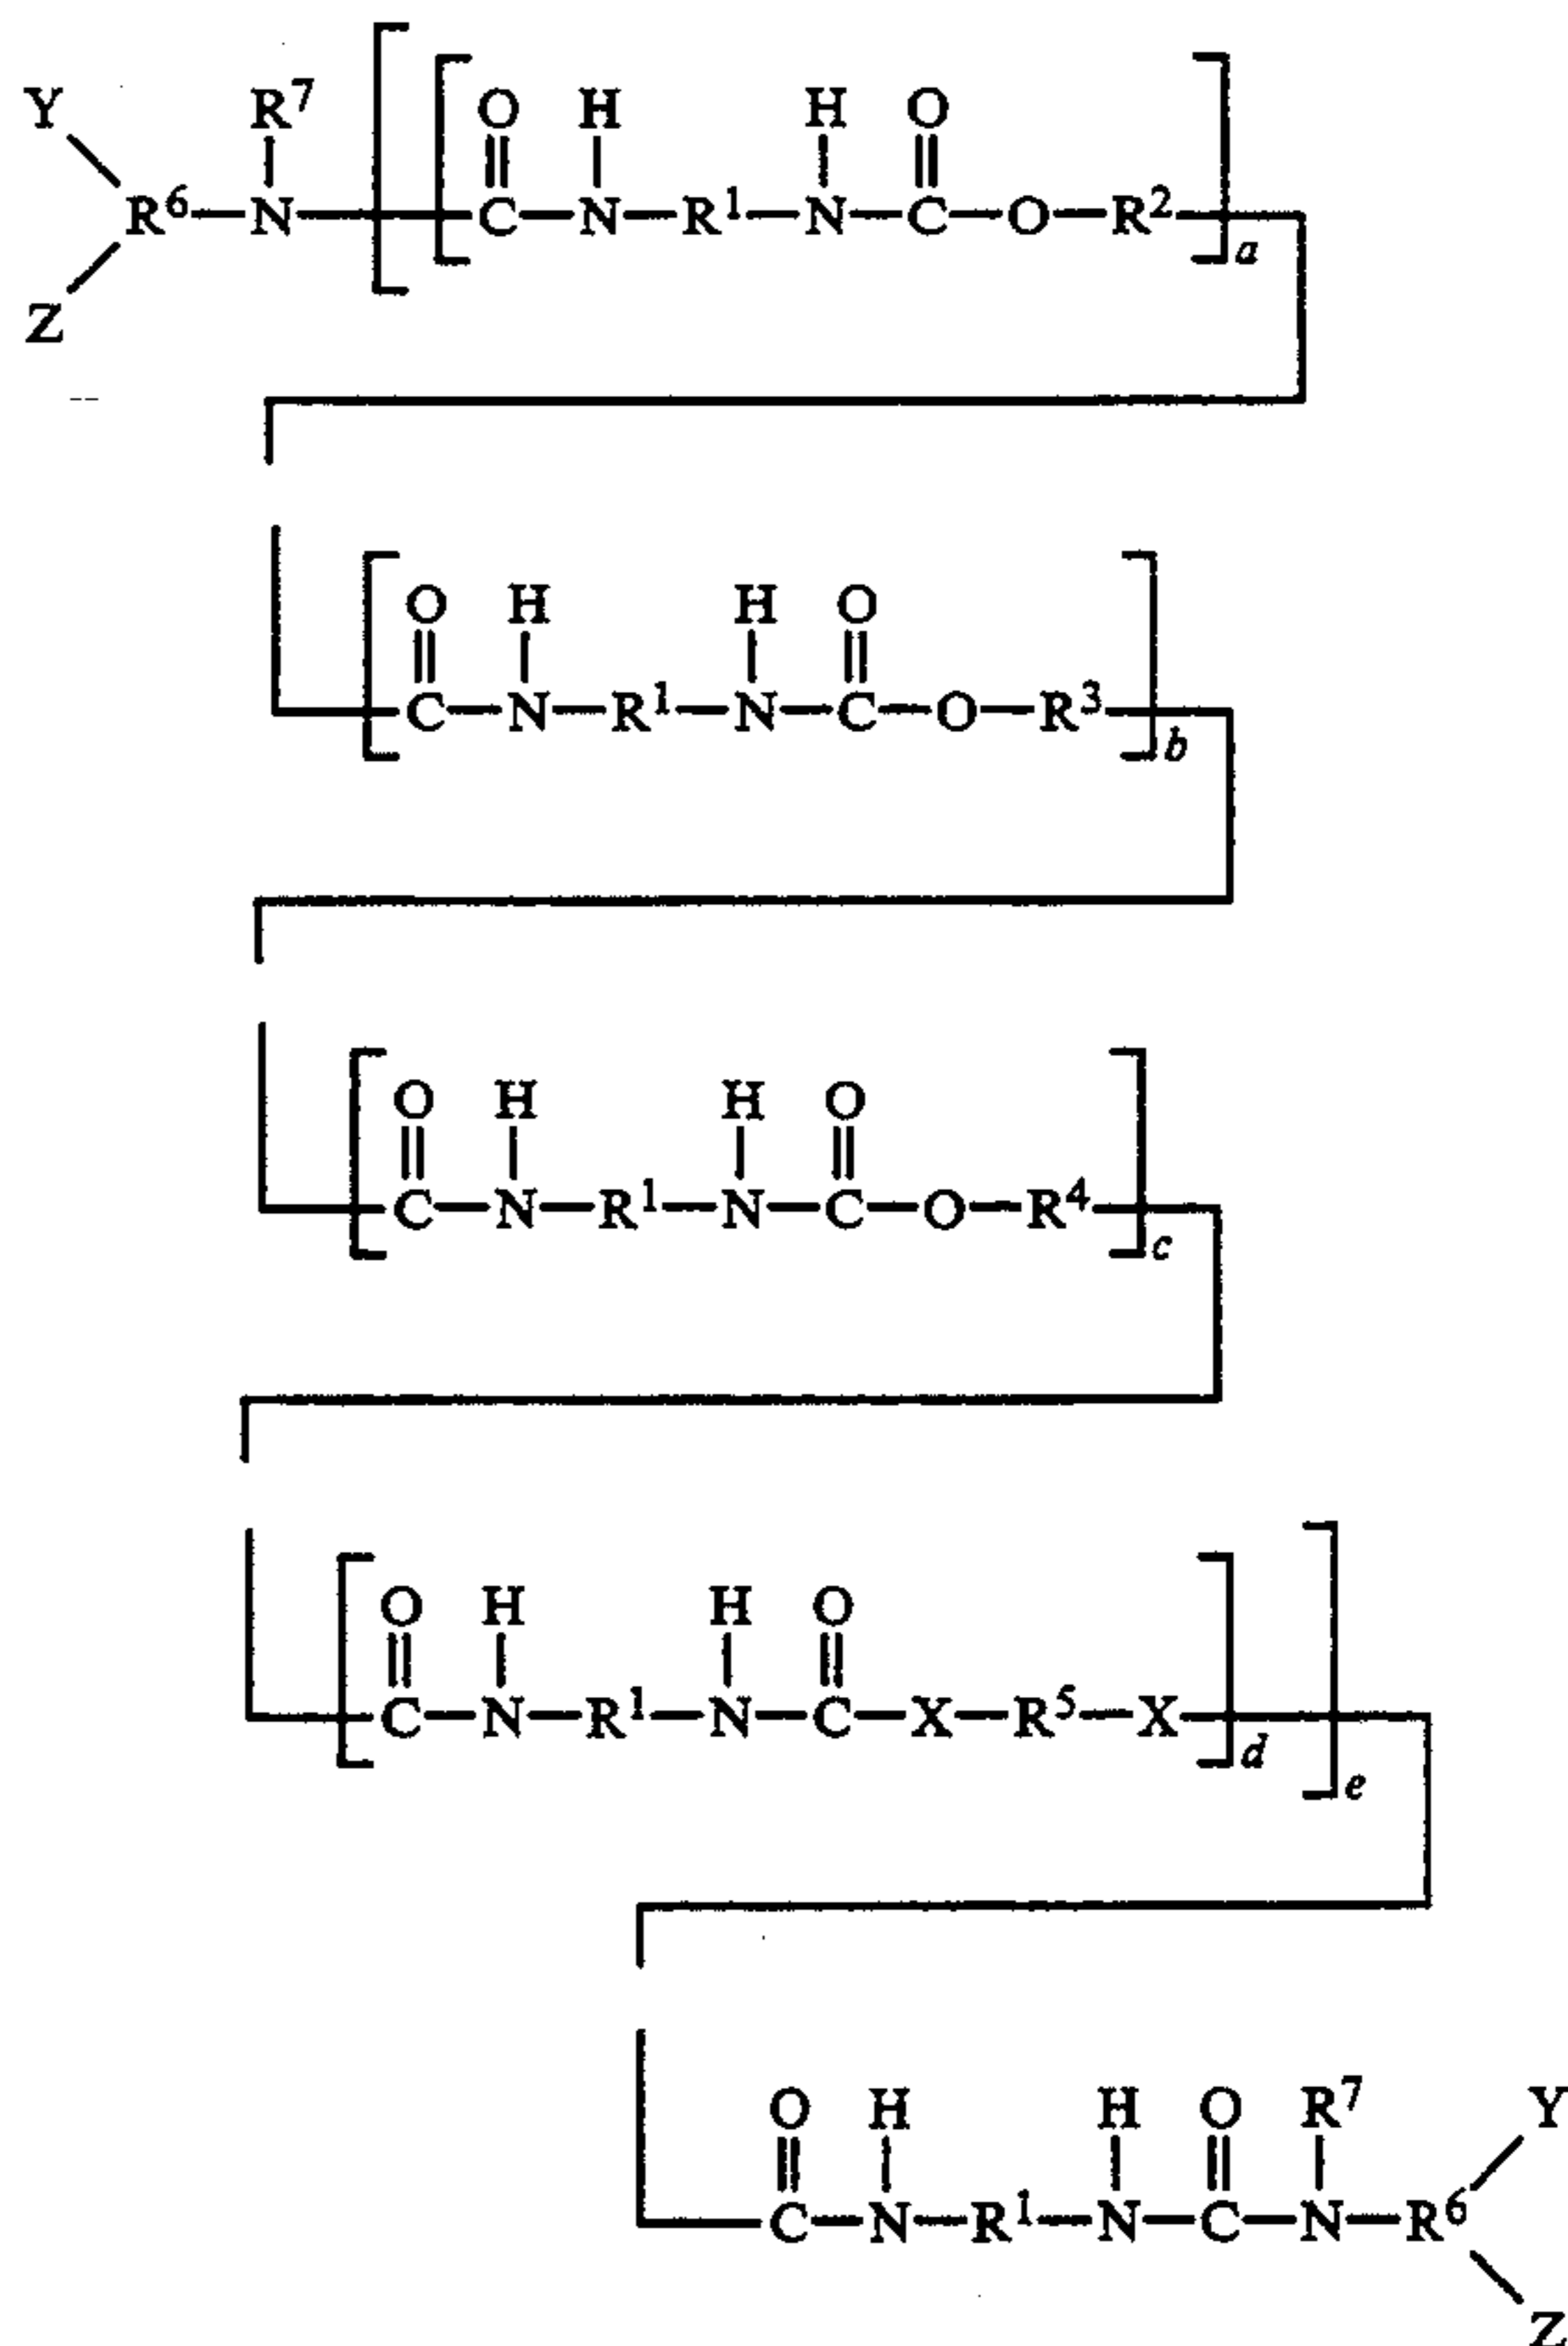 Y R⁷ O H H O
R⁶—N—C—N—R¹—N—C—O—R² a
Z
O H H O
C—N—R¹—N—C—O—R³ b
O H H O
C—N—R¹—N—C—O—R⁴ c
O H H O
C—N—R¹—N—C—X—R⁵—X d
e
O H H O R⁷ Y
C—N—R¹—N—C—N—R⁶
Z